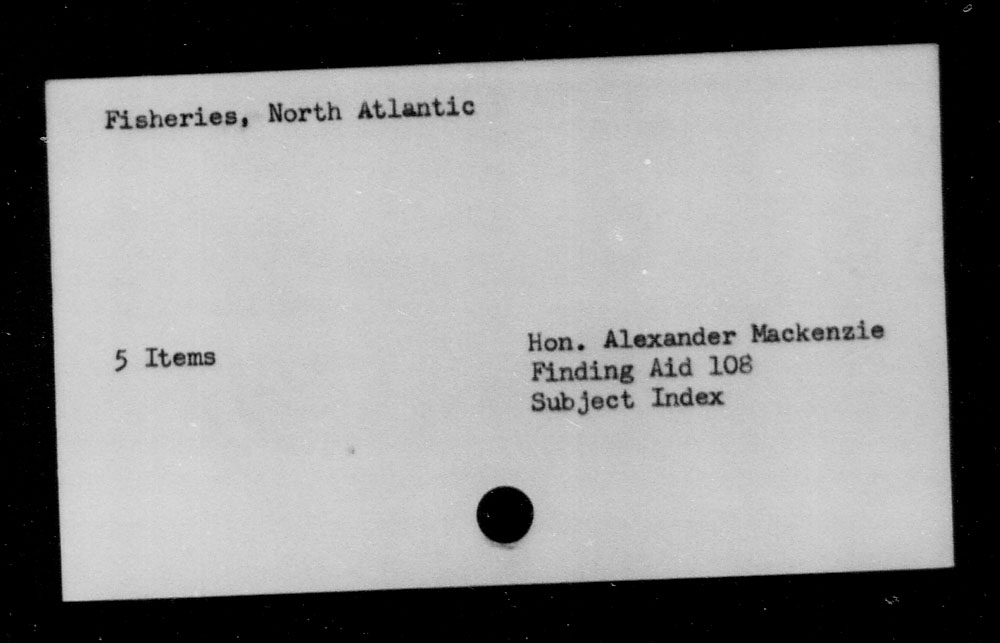 Fisheries, North Atlantic
5 Items
Hon. Alexander Mackenzie
Finding Aid 108
Subject Index